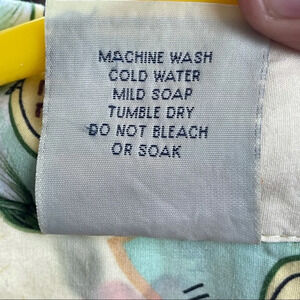 MACHINE WASH
COLD WATER
MILD SOAP
TUMBLE DRY
DO NOT BLEACH
OR SOAK